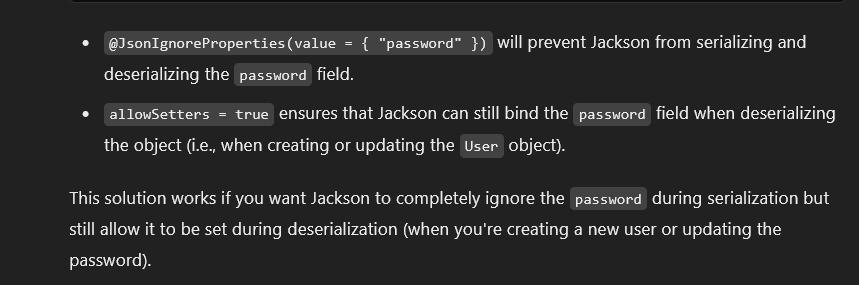 @JsonIgnoreProperties(value = { "password" }) will prevent Jackson from serializing and
deserializing the password field.
allowSetters = true ensures that Jackson can still bind the password field when deserializing
the object (i.e., when creating or updating the User object).
This solution works if you want Jackson to completely ignore the password during serialization but
still allow it to be set during deserialization (when you're creating a new user or updating the
password).